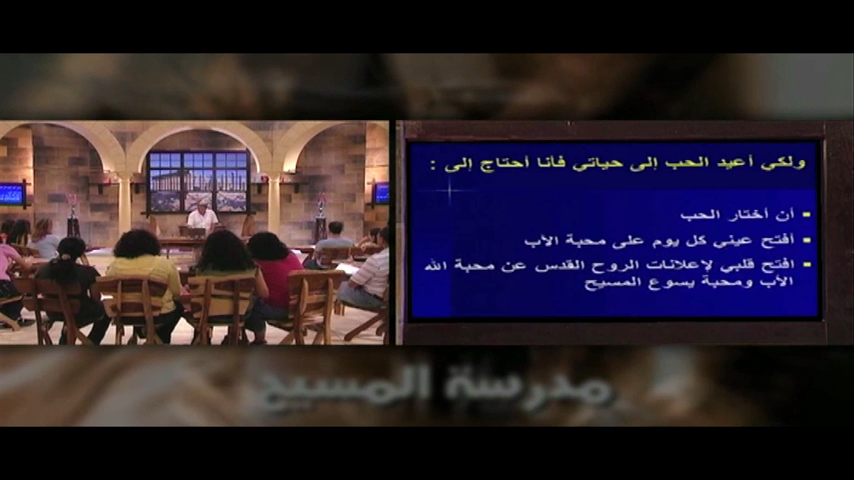 ولكي أعيد الحب إلى حياتي فأنا أحتاج إلى :
أن أختار الحب
أفتح عيني كل يوم على محبة الأب
افتح قلبي لإعلانات الروح القدس عن محبة الله
الأب ومحبة يسوع المسيح
مدرسة المسيح